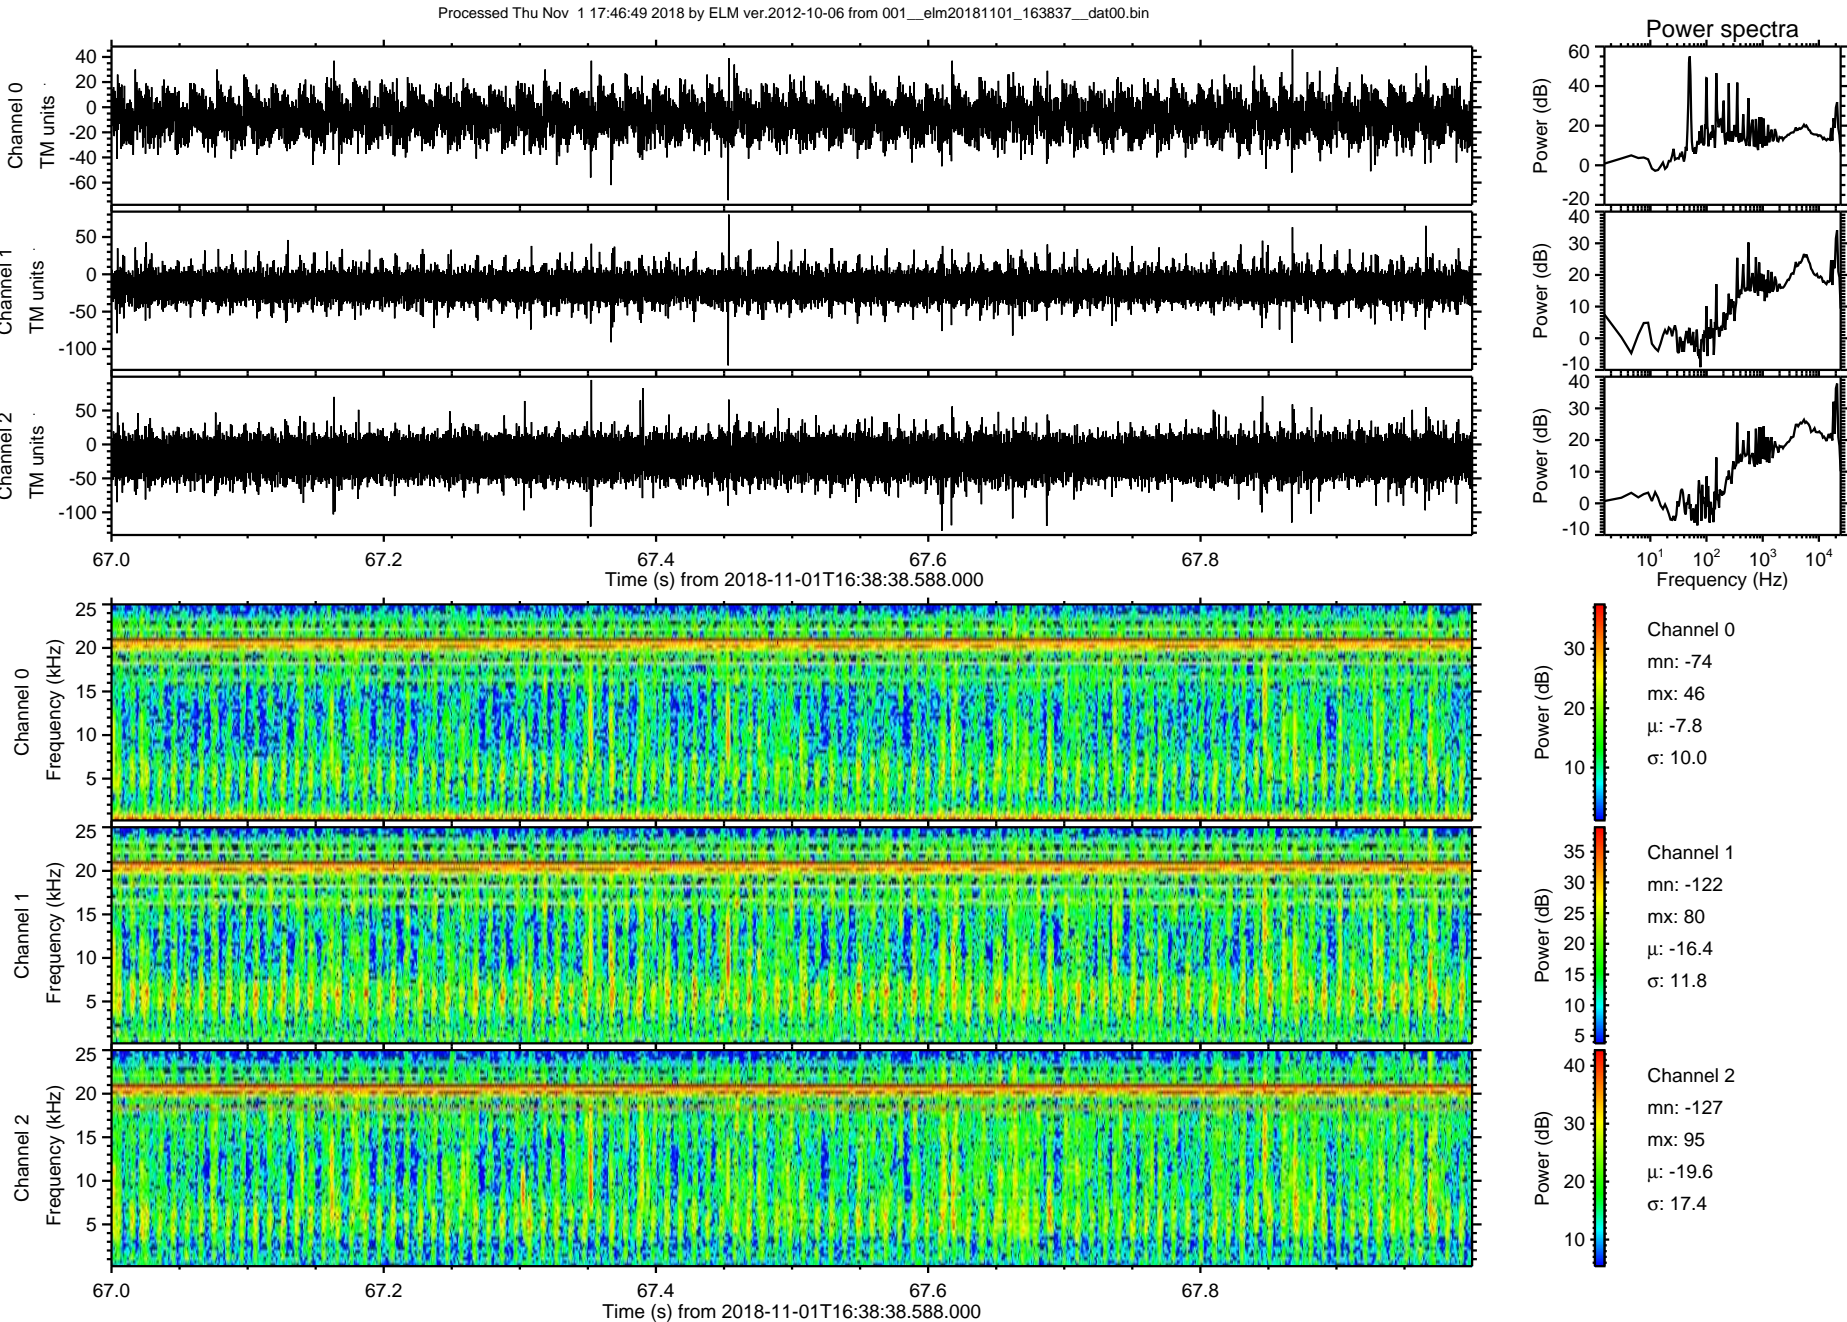 Processed Thu Nov 1 17:46:49 2018 by ELM ver.2012-10-06 from 001__elm20181101_163837__dat00.bin
Power spectra
Channel 0
TM units
40
20
0
-20
-40
-60
Power (dB)
60
40
20
0
-20
Channel 1
TM units
50
0
-50
-100
Power (dB)
40
30
20
10
0
-10
Channel 2
TM units
50
0
-50
-100
Power (dB)
40
30
20
10
0
-10
67.0 67.2 67.4 67.6 67.8
Time (s) from 2018-11-01T16:38:38.588.000
10^1 10^2 10^3 10^4
Frequency (Hz)
Channel 0
Frequency (kHz)
25
20
15
10
5
Power (dB)
30
20
10
Channel 0
mn: -74
mx: 46
μ: -7.8
σ: 10.0
Channel 1
Frequency (kHz)
25
20
15
10
5
Power (dB)
35
30
25
20
15
10
5
Channel 1
mn: -122
mx: 80
μ: -16.4
σ: 11.8
Channel 2
Frequency (kHz)
25
20
15
10
5
Power (dB)
40
30
20
10
Channel 2
mn: -127
mx: 95
μ: -19.6
σ: 17.4
67.0 67.2 67.4 67.6 67.8
Time (s) from 2018-11-01T16:38:38.588.000